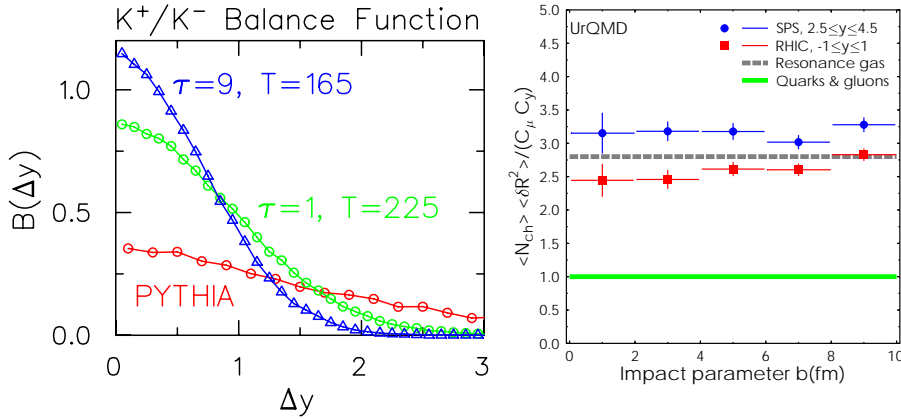 K⁺/K⁻ Balance Function
B(Δy)
1.0
0.5
0.0
τ=9, T=165
τ=1, T=225
PYTHIA
0 1 2 3
Δy
UrQMD
SPS, 2.5≤y≤4.5
RHIC, -1≤y≤1
Resonance gas
Quarks & gluons
<N_ch> <δR²>/(C_μ C_y)
5.0
4.5
4.0
3.5
3.0
2.5
2.0
1.5
1.0
0.5
0.0
0 2 4 6 8 10
Impact parameter b(fm)